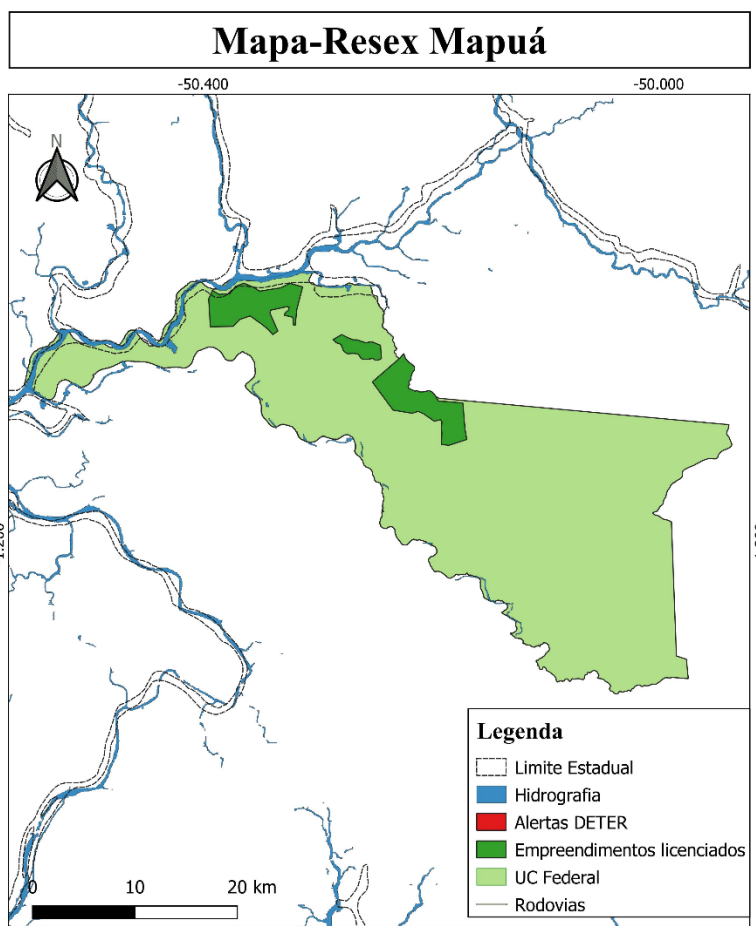 Mapa-Resex Mapuá
-50.400
-50.000
N
Legenda
Limite Estadual
Hidrografia
Alertas DETER
Empreendimentos licenciados
UC Federal
Rodovias
0
10
20 km